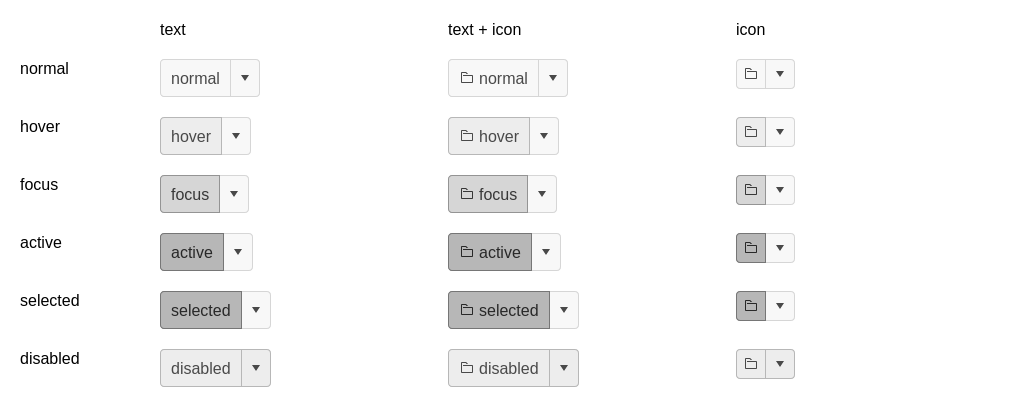 text text + icon icon
normal normal normal
hover hover hover
focus focus focus
active active active
selected selected selected
disabled disabled disabled